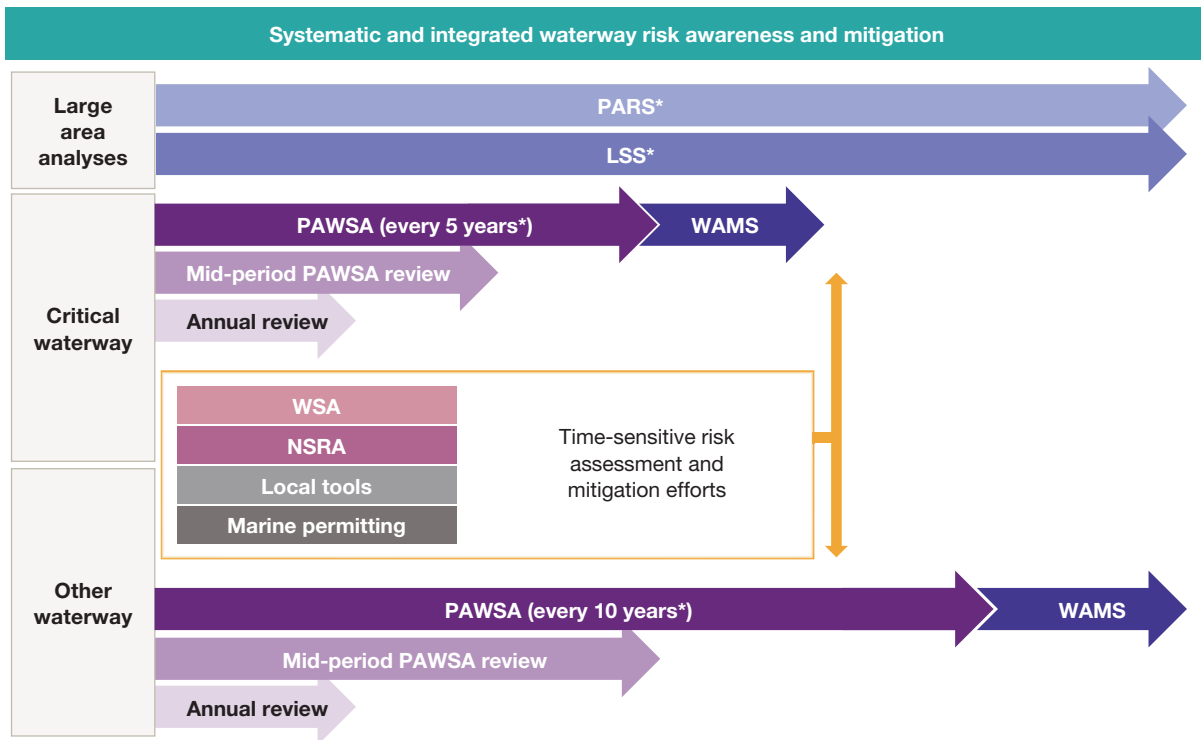 Systematic and integrated waterway risk awareness and mitigation
Large
area
analyses
PARS*
LSS*
Critical
waterway
PAWSA (every 5 years*)
WAMS
Mid-period PAWSA review
Annual review
WSA
NSRA
Local tools
Marine permitting
Time-sensitive risk
assessment and
mitigation efforts
Other
waterway
PAWSA (every 10 years*)
WAMS
Mid-period PAWSA review
Annual review